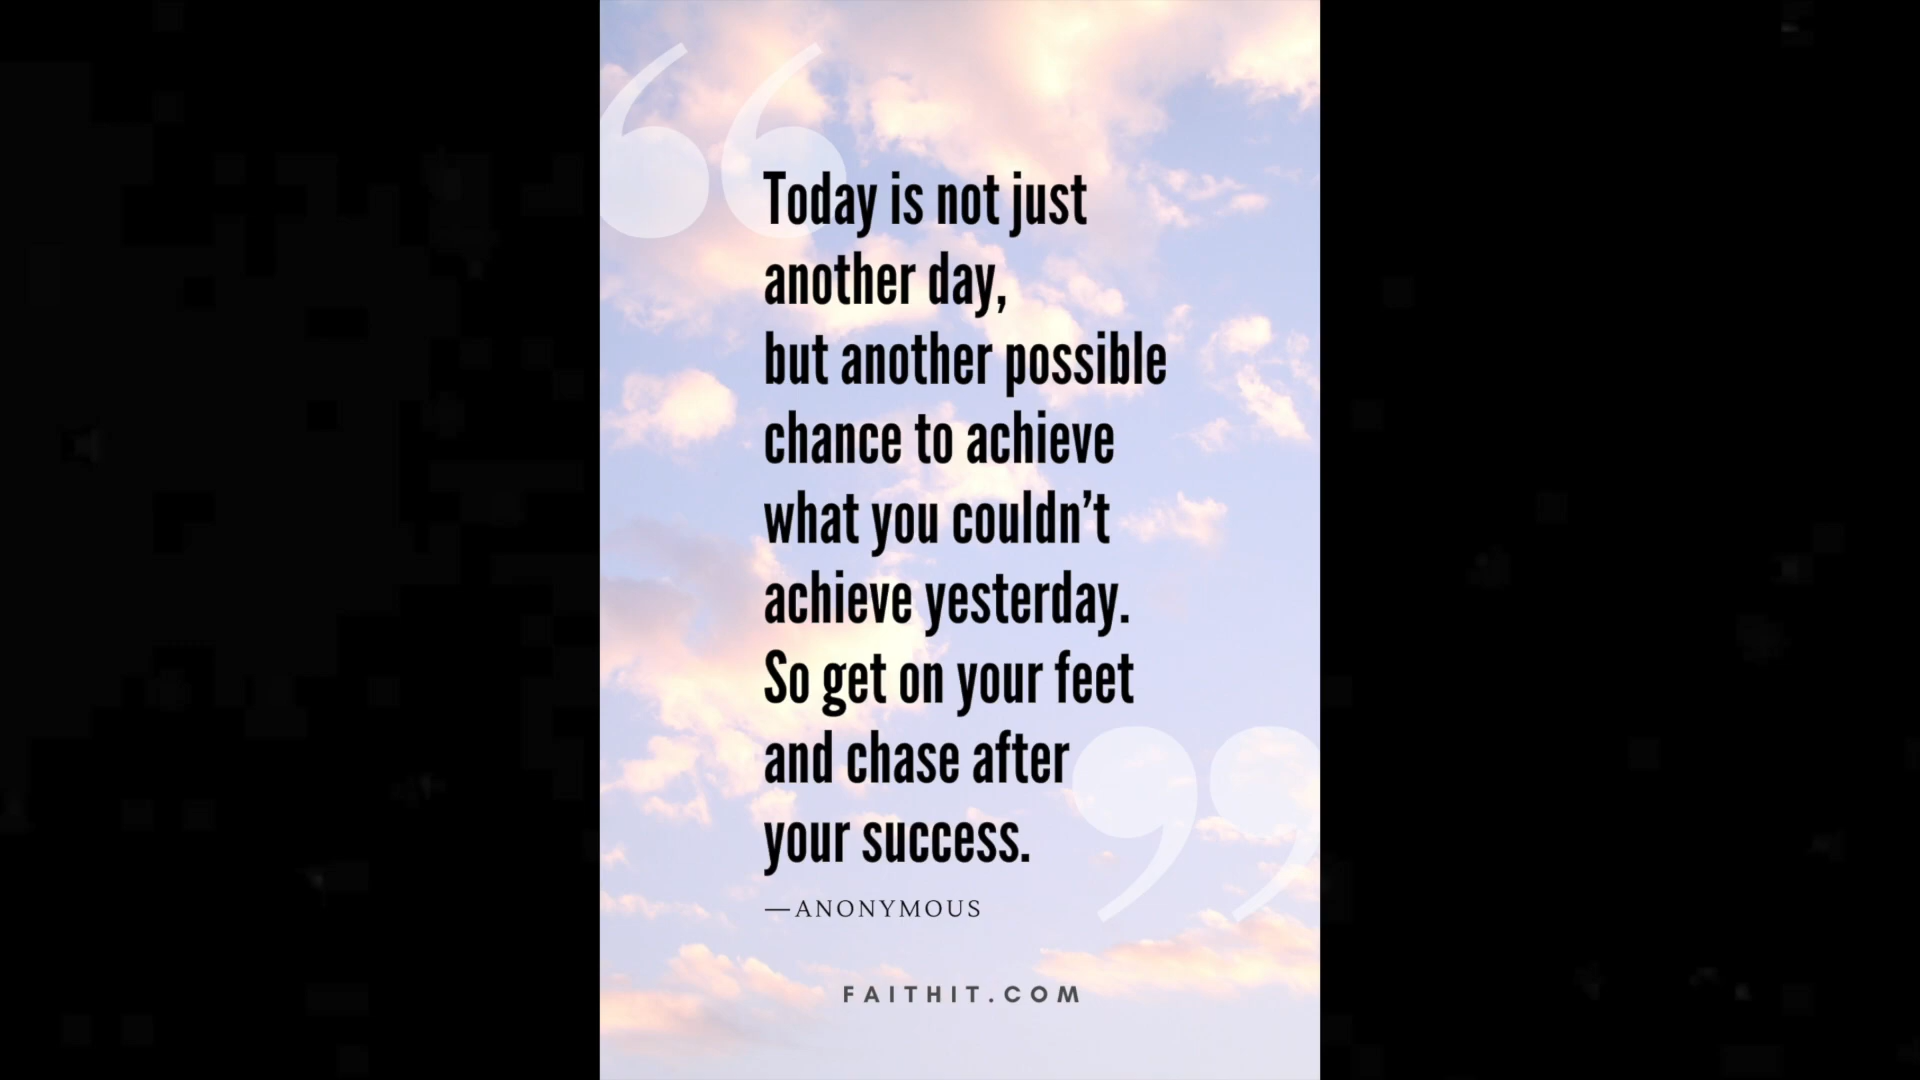 Today is not just
another day,
but another possible
chance to achieve
what you couldn’t
achieve yesterday.
So get on your feet
and chase after
your success.
—ANONYMOUS
FAITHIT.COM